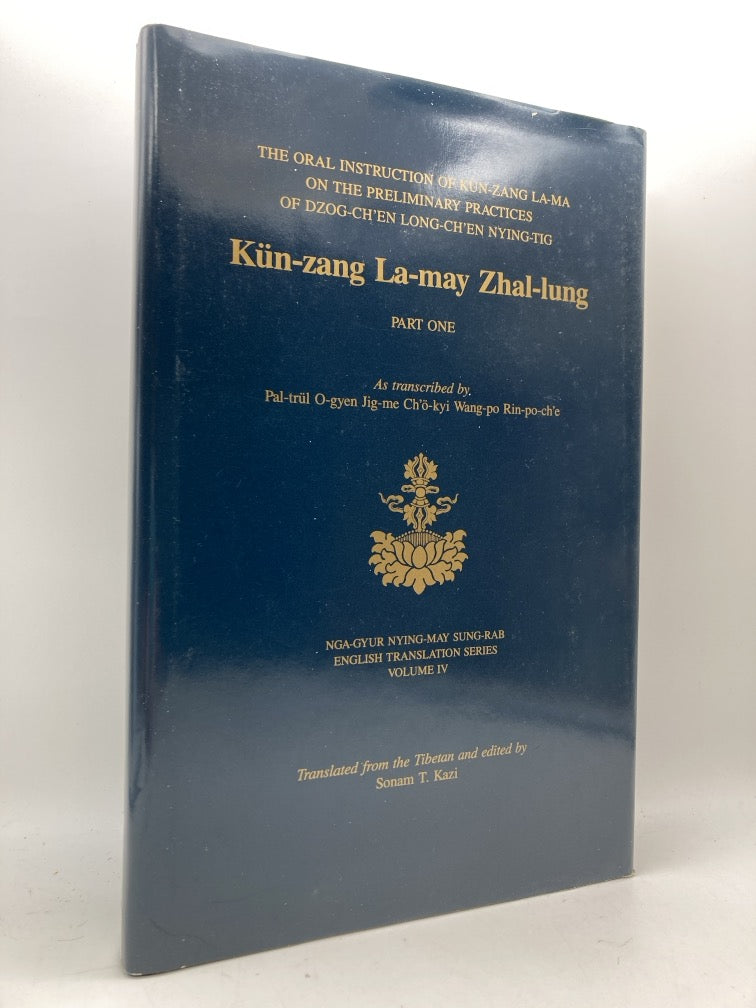 THE ORAL INSTRUCTION OF KÜN-ZANG LA-MA
ON THE PRELIMINARY PRACTICES
OF DZOG-CH'EN LONG-CH'EN NYING-TIG
Kün-zang La-may Zhal-lung
PART ONE
As transcribed by
Pal-trül O-gyen Jig-me Ch'ö-kyi Wang-po Rin-po-ch'e
NGA-GYUR NYING-MAY SUNG-RAB
ENGLISH TRANSLATION SERIES
VOLUME IV
Translated from the Tibetan and edited by
Sonam T. Kazi